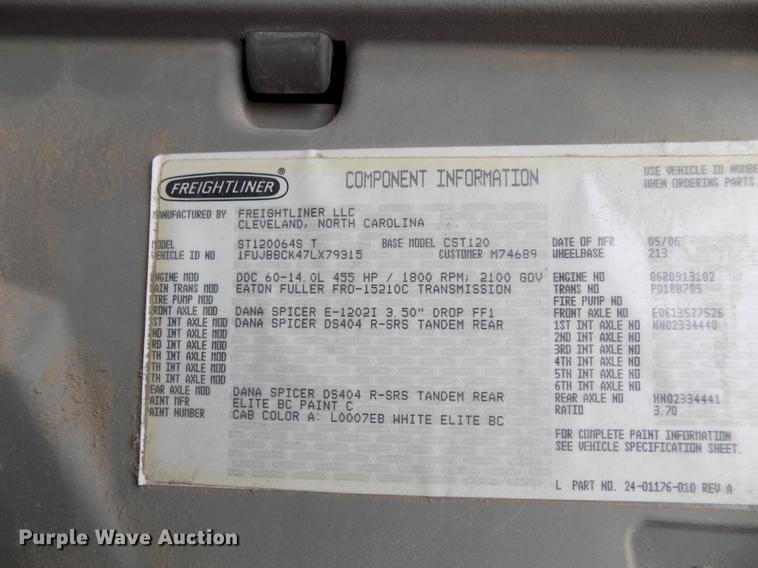 FREIGHTLINER ® COMPONENT INFORMATION USE VEHICLE ID NUMBE
WHEN ORDERING PARTS.
MANUFACTURED BY FREIGHTLINER LLC
CLEVELAND, NORTH CAROLINA
MODEL ST120064S T BASE MODEL CST120 DATE OF MFR 05/06
VEHICLE ID NO 1FUJBBCK47LX79315 CUSTOMER M74689 WHEELBASE 213
ENGINE MOD DDC 60-14.0L 455 HP / 1800 RPM; 2100 GOV ENGINE NO 06R0913102
MAIN TRANS MOD EATON FULLER FRO-15210C TRANSMISSION TRANS NO
FIRE PUMP MOD FIRE PUMP NO
FRONT AXLE MOD DANA SPICER E-1202I 3.50" DROP FF1 FRONT AXLE NO E0613527526
1ST INT AXLE MOD DANA SPICER DS404 R-SRS TANDEM REAR 1ST INT AXLE NO HN02334440
2ND INT AXLE MOD 2ND INT AXLE NO
3RD INT AXLE MOD 3RD INT AXLE NO
4TH INT AXLE MOD 4TH INT AXLE NO
5TH INT AXLE MOD 5TH INT AXLE NO
6TH INT AXLE MOD 6TH INT AXLE NO
REAR AXLE MOD DANA SPICER DS404 R-SRS TANDEM REAR REAR AXLE NO HN02334441
PAINT MFR ELITE BC PAINT C RATIO 3.70
PAINT NUMBER CAB COLOR A: L0007EB WHITE ELITE BC
FOR COMPLETE PAINT INFORMATION
SEE VEHICLE SPECIFICATION SHEET.
L PART NO. 24-01176-010 REV A
Purple Wave Auction